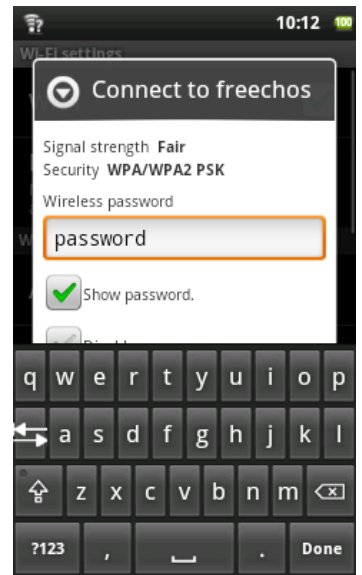 10:12 100
Wi-Fi settings
Connect to freechos
Signal strength Fair
Security WPA/WPA2 PSK
Wireless password
password
Show password.
q w e r t y u i o p
a s d f g h j k l
z x c v b n m
?123 , . Done